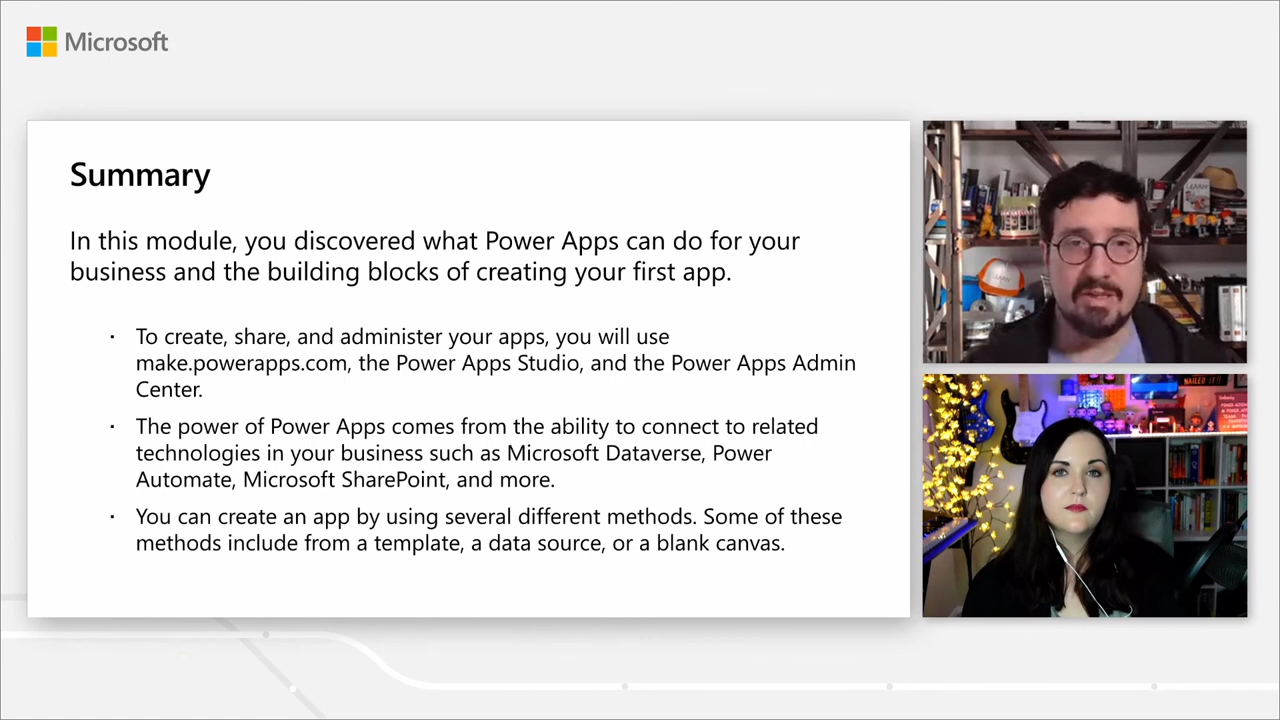 Microsoft
Summary
In this module, you discovered what Power Apps can do for your
business and the building blocks of creating your first app.
· To create, share, and administer your apps, you will use
make.powerapps.com, the Power Apps Studio, and the Power Apps Admin
Center.
· The power of Power Apps comes from the ability to connect to related
technologies in your business such as Microsoft Dataverse, Power
Automate, Microsoft SharePoint, and more.
· You can create an app by using several different methods. Some of these
methods include from a template, a data source, or a blank canvas.
LEARN
NAILED IT!